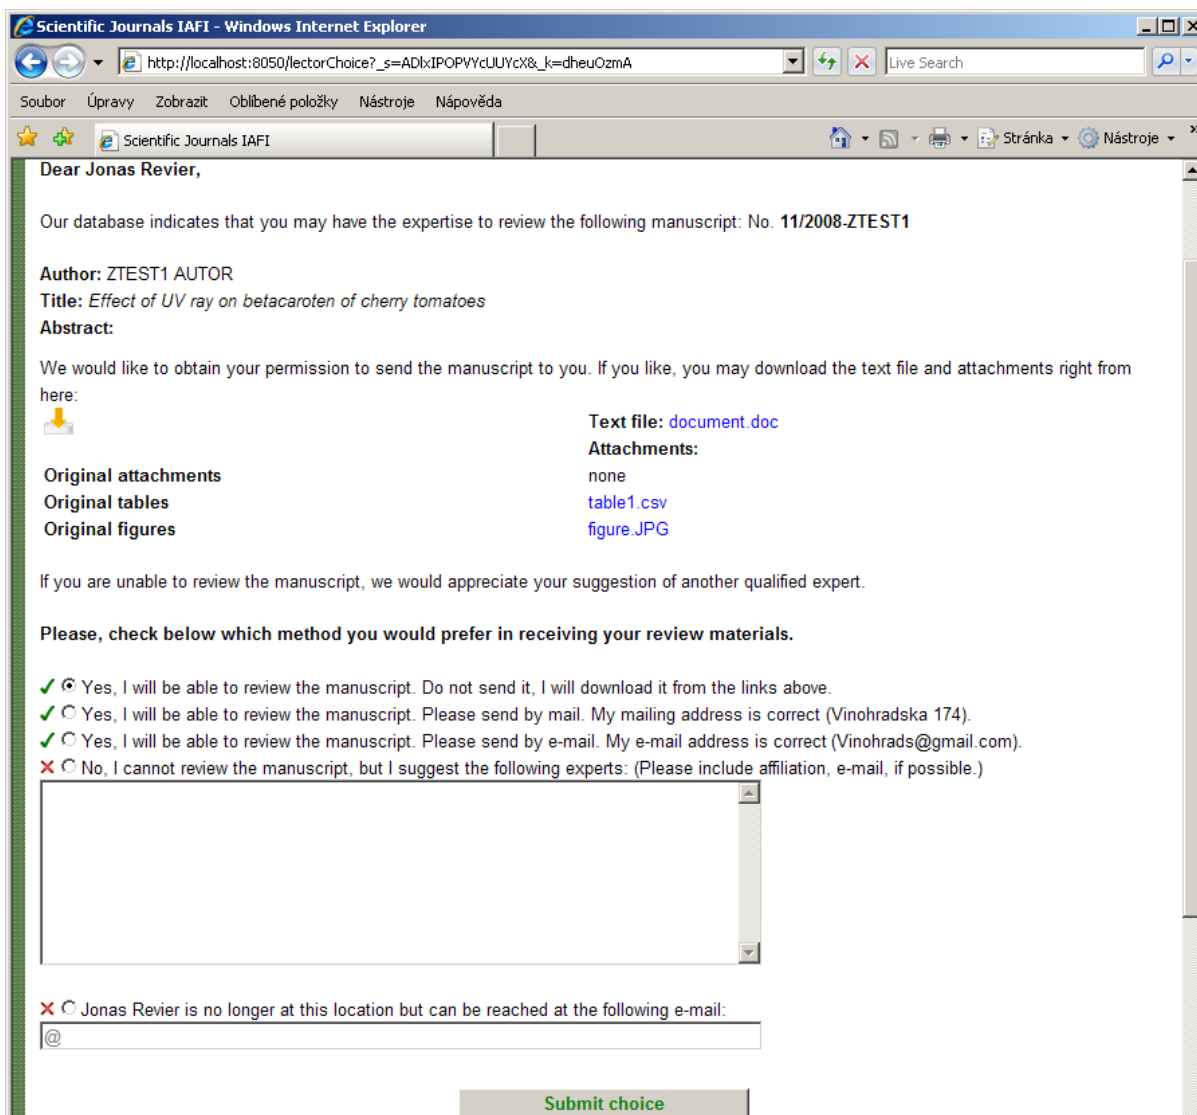 Scientific Journals IAFI - Windows Internet Explorer
http://localhost:8050/lectorChoice?_s=ADlxIPOPVYcUUYcX&_k=dheuOzmA
Live Search
Soubor Úpravy Zobrazit Oblíbené položky Nástroje Nápověda
Scientific Journals IAFI
Stránka Nástroje
Dear Jonas Revier,
Our database indicates that you may have the expertise to review the following manuscript: No. 11/2008-ZTEST1
Author: ZTEST1 AUTOR
Title: Effect of UV ray on betacaroten of cherry tomatoes
Abstract:
We would like to obtain your permission to send the manuscript to you. If you like, you may download the text file and attachments right from
here:
Text file: document.doc
Attachments:
Original attachments none
Original tables table1.csv
Original figures figure.JPG
If you are unable to review the manuscript, we would appreciate your suggestion of another qualified expert.
Please, check below which method you would prefer in receiving your review materials.
Yes, I will be able to review the manuscript. Do not send it, I will download it from the links above.
Yes, I will be able to review the manuscript. Please send by mail. My mailing address is correct (Vinohradska 174).
Yes, I will be able to review the manuscript. Please send by e-mail. My e-mail address is correct (Vinohrads@gmail.com).
No, I cannot review the manuscript, but I suggest the following experts: (Please include affiliation, e-mail, if possible.)
Jonas Revier is no longer at this location but can be reached at the following e-mail:
@
Submit choice